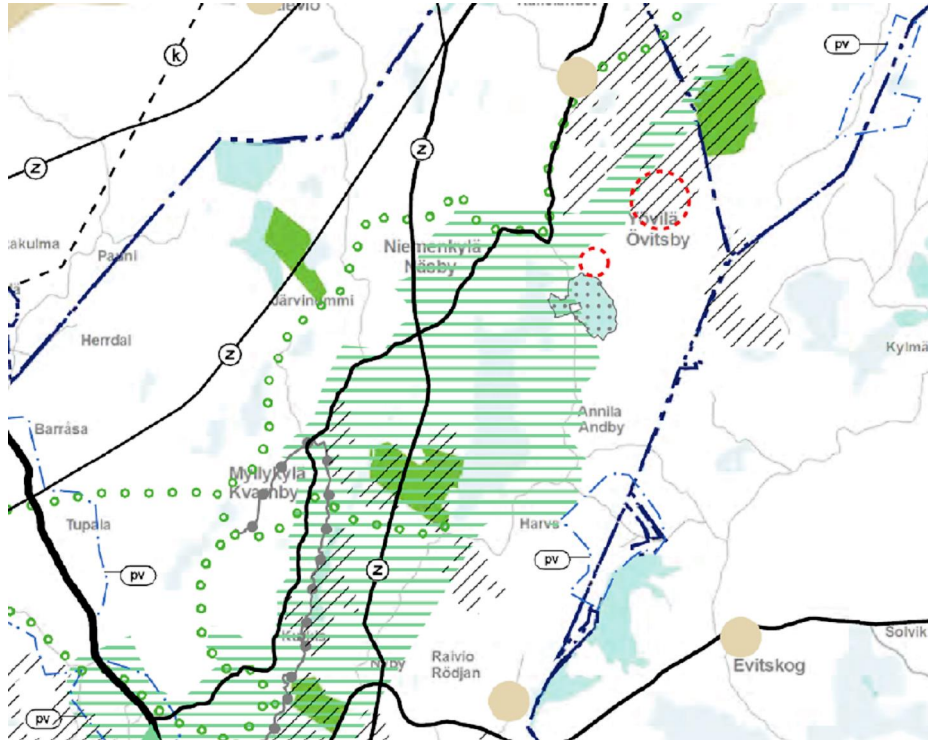 k
pv
z
z
Yövilä
Övitsby
Niemenkylä
Näsby
akulma
Pauni
Järvinummi
Herrdal
z
Kylmä
Annila
Andby
Barråsa
Myllykylä
Kvarnby
Tupala
Harvs
pv
pv
z
Solvik
Raivio
Rödjan
Evitskog
pv